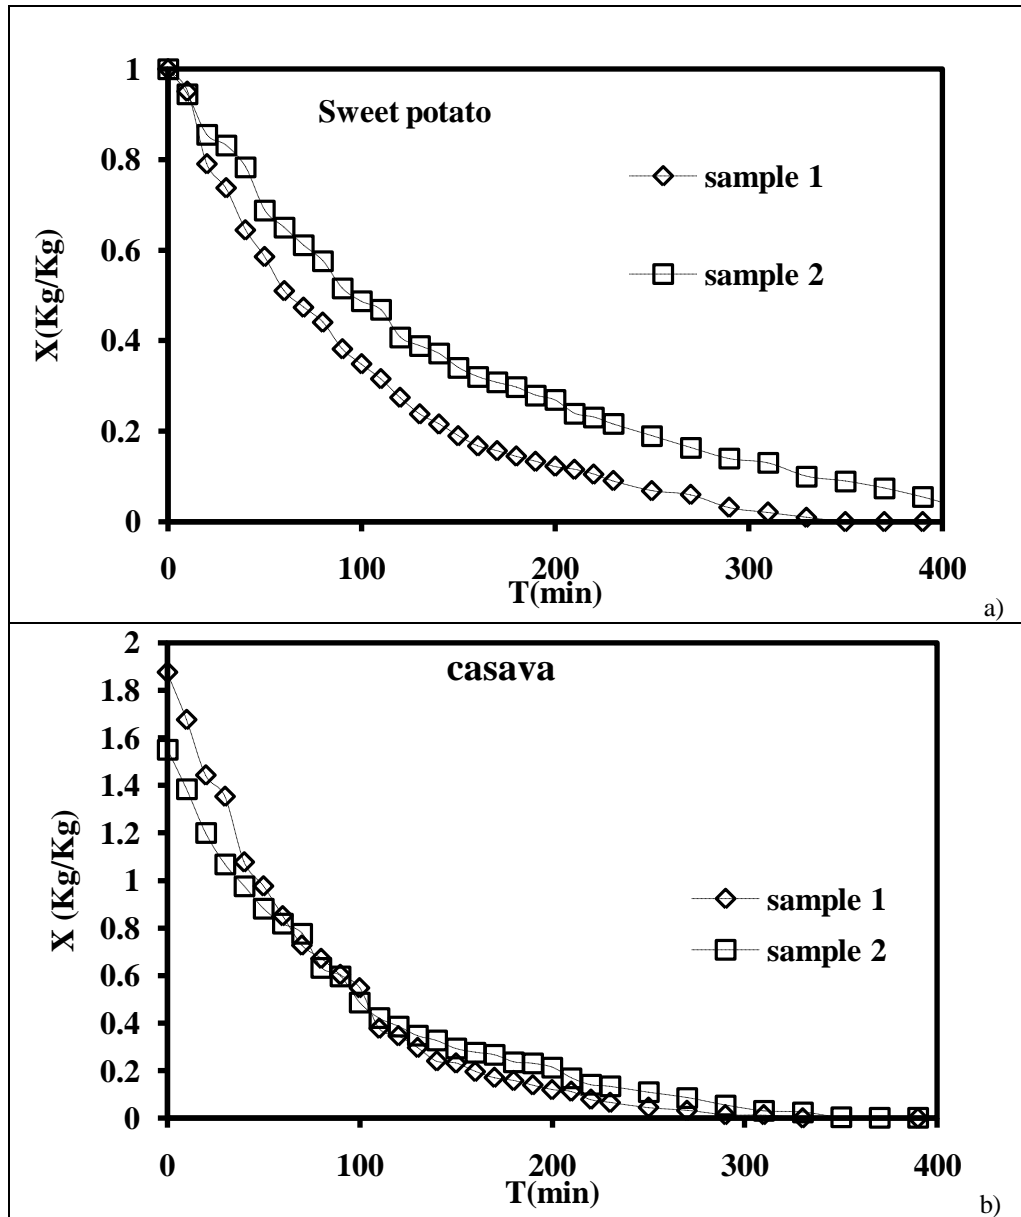 1
Sweet potato
sample 1
0.8
0.6
sample 2
X(Kg/Kg)
0.4
0.2
0
0 100 200 300 400
T(min)
a)
2
casava
1.8
1.6
1.4
1.2
X (Kg/Kg)
1
sample 1
0.8
sample 2
0.6
0.4
0.2
0
0 100 200 300 400
T(min)
b)